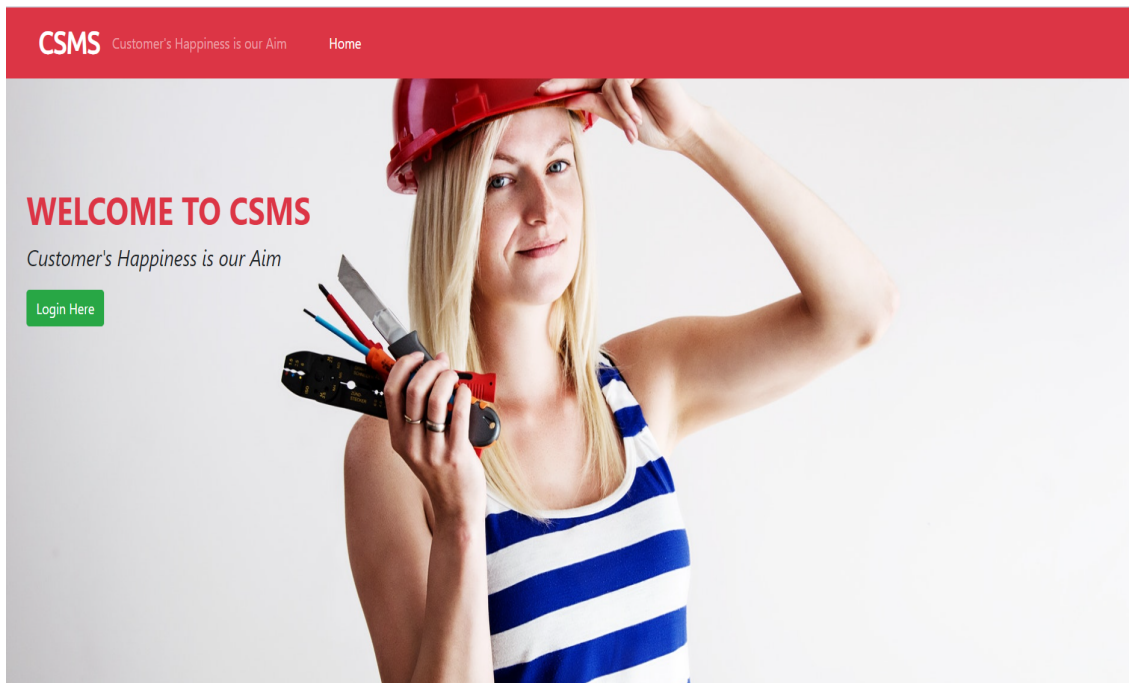 CSMS Customer's Happiness is our Aim Home
WELCOME TO CSMS
Customer's Happiness is our Aim
Login Here